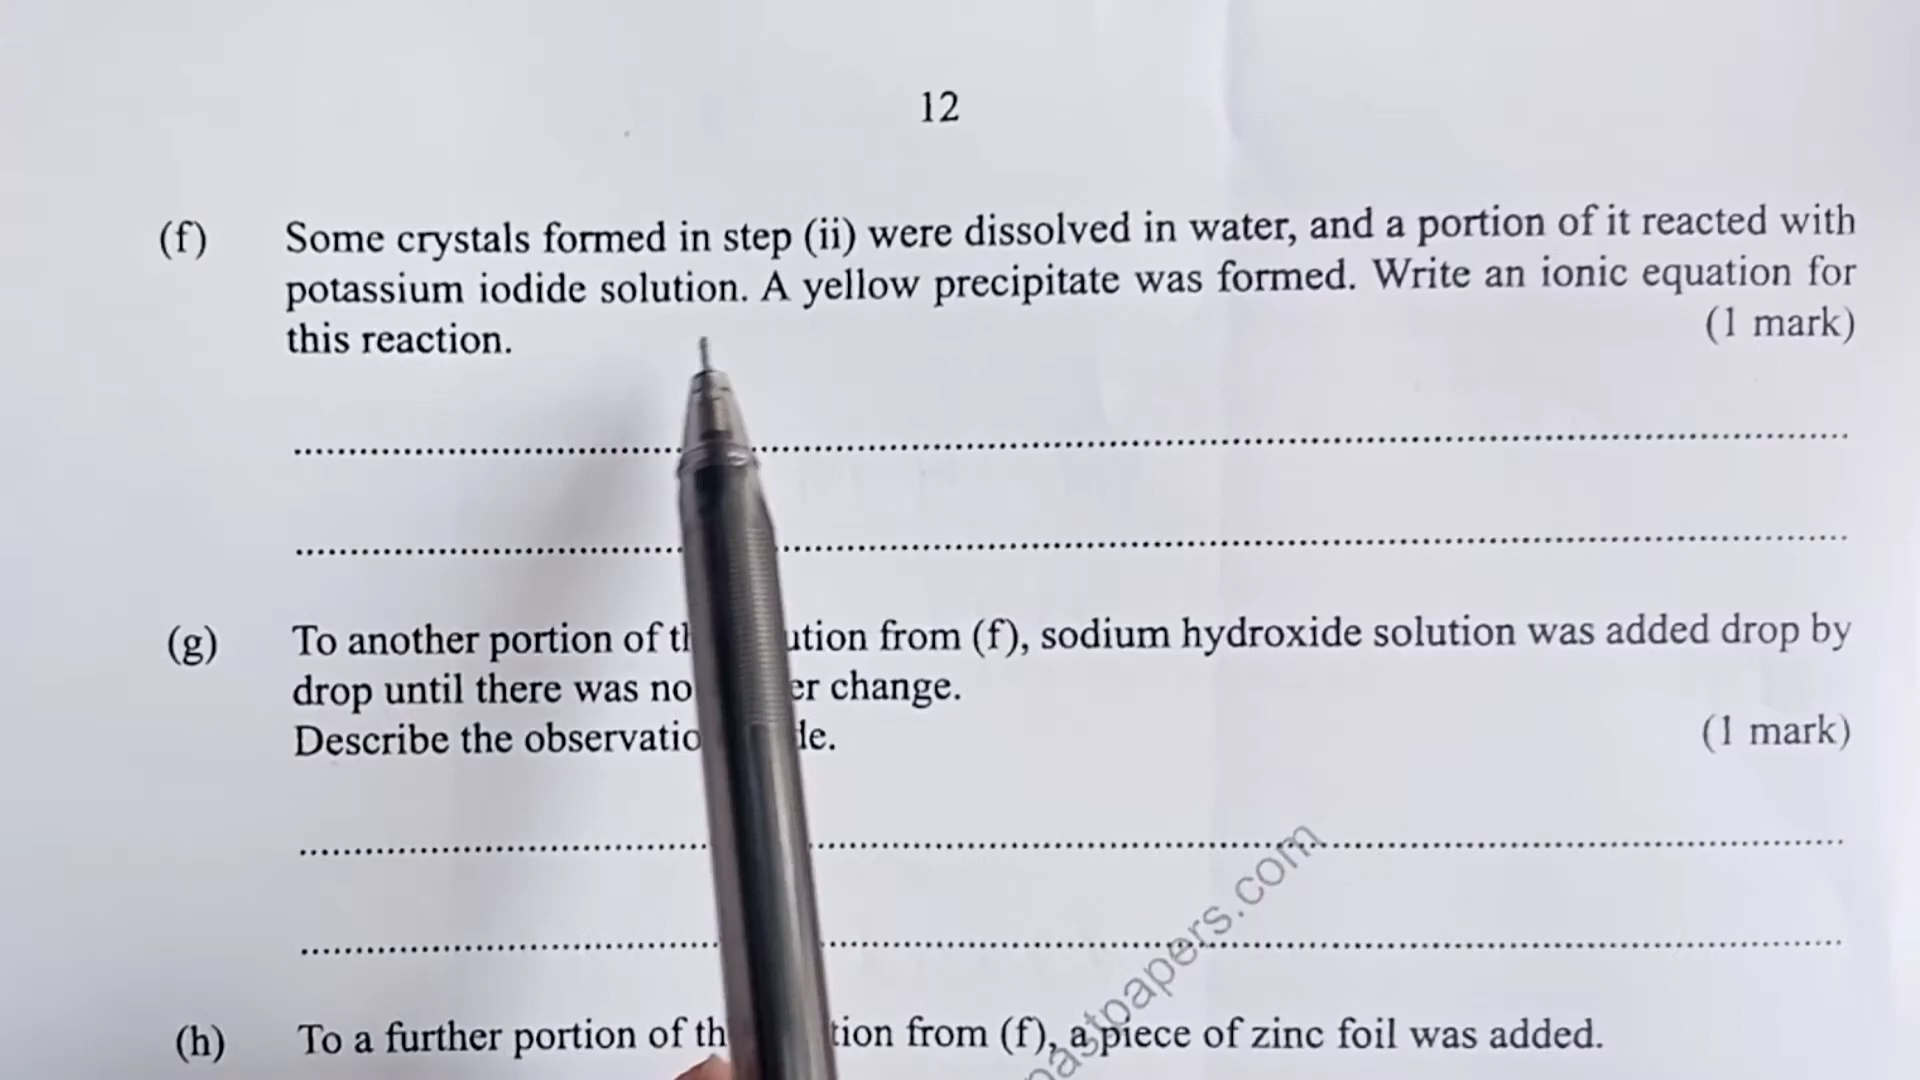 12
(f) Some crystals formed in step (ii) were dissolved in water, and a portion of it reacted with
potassium iodide solution. A yellow precipitate was formed. Write an ionic equation for
this reaction. (1 mark)
(g) To another portion of ution from (f), sodium hydroxide solution was added drop by
drop until there was no er change.
Describe the observatio de. (1 mark)
(h) To a further portion of th tion from (f), a piece of zinc foil was added.
astpapers.com